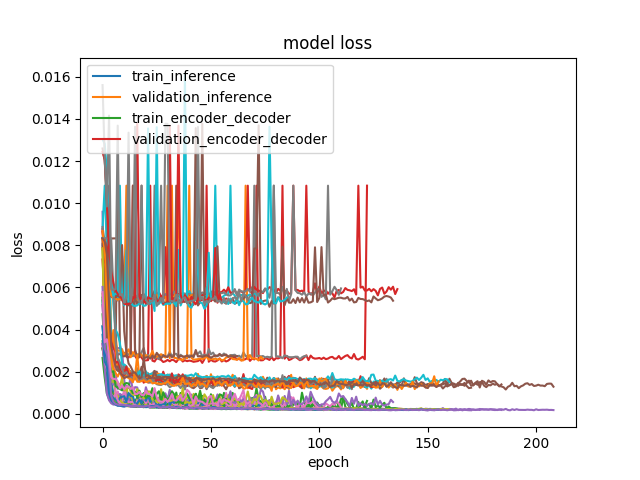 model loss
train_inference
validation_inference
train_encoder_decoder
validation_encoder_decoder
loss
0.016
0.014
0.012
0.010
0.008
0.006
0.004
0.002
0.000
0 50 100 150 200
epoch